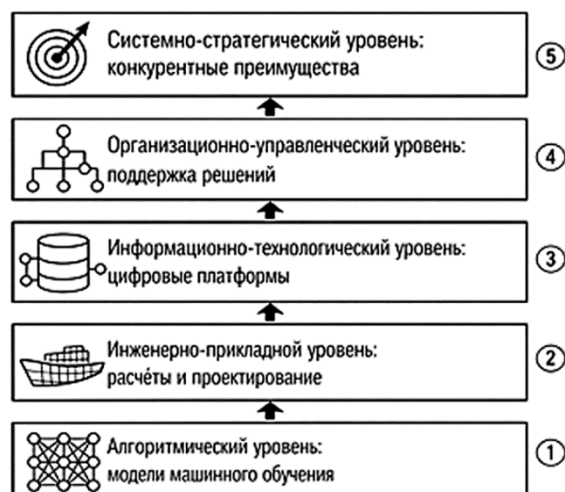 Системно-стратегический уровень:
конкурентные преимущества
5
Организационно-управленческий уровень:
поддержка решений
4
Информационно-технологический уровень:
цифровые платформы
3
Инженерно-прикладной уровень:
расчёты и проектирование
2
Алгоритмический уровень:
модели машинного обучения
1